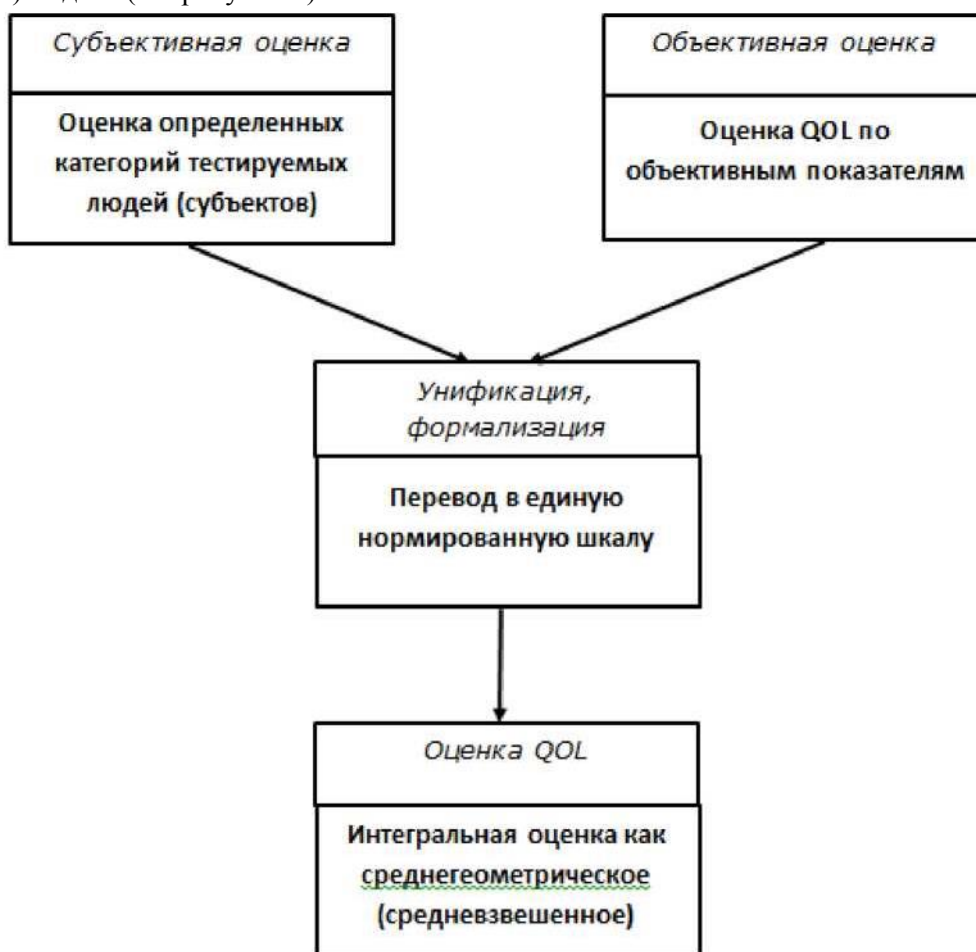 Субъективная оценка
Оценка определенных
категорий тестируемых
людей (субъектов)
Объективная оценка
Оценка QOL по
объективным показателям
Унификация,
формализация
Перевод в единую
нормированную шкалу
Оценка QOL
Интегральная оценка как
среднегеометрическое
(средневзвешенное)